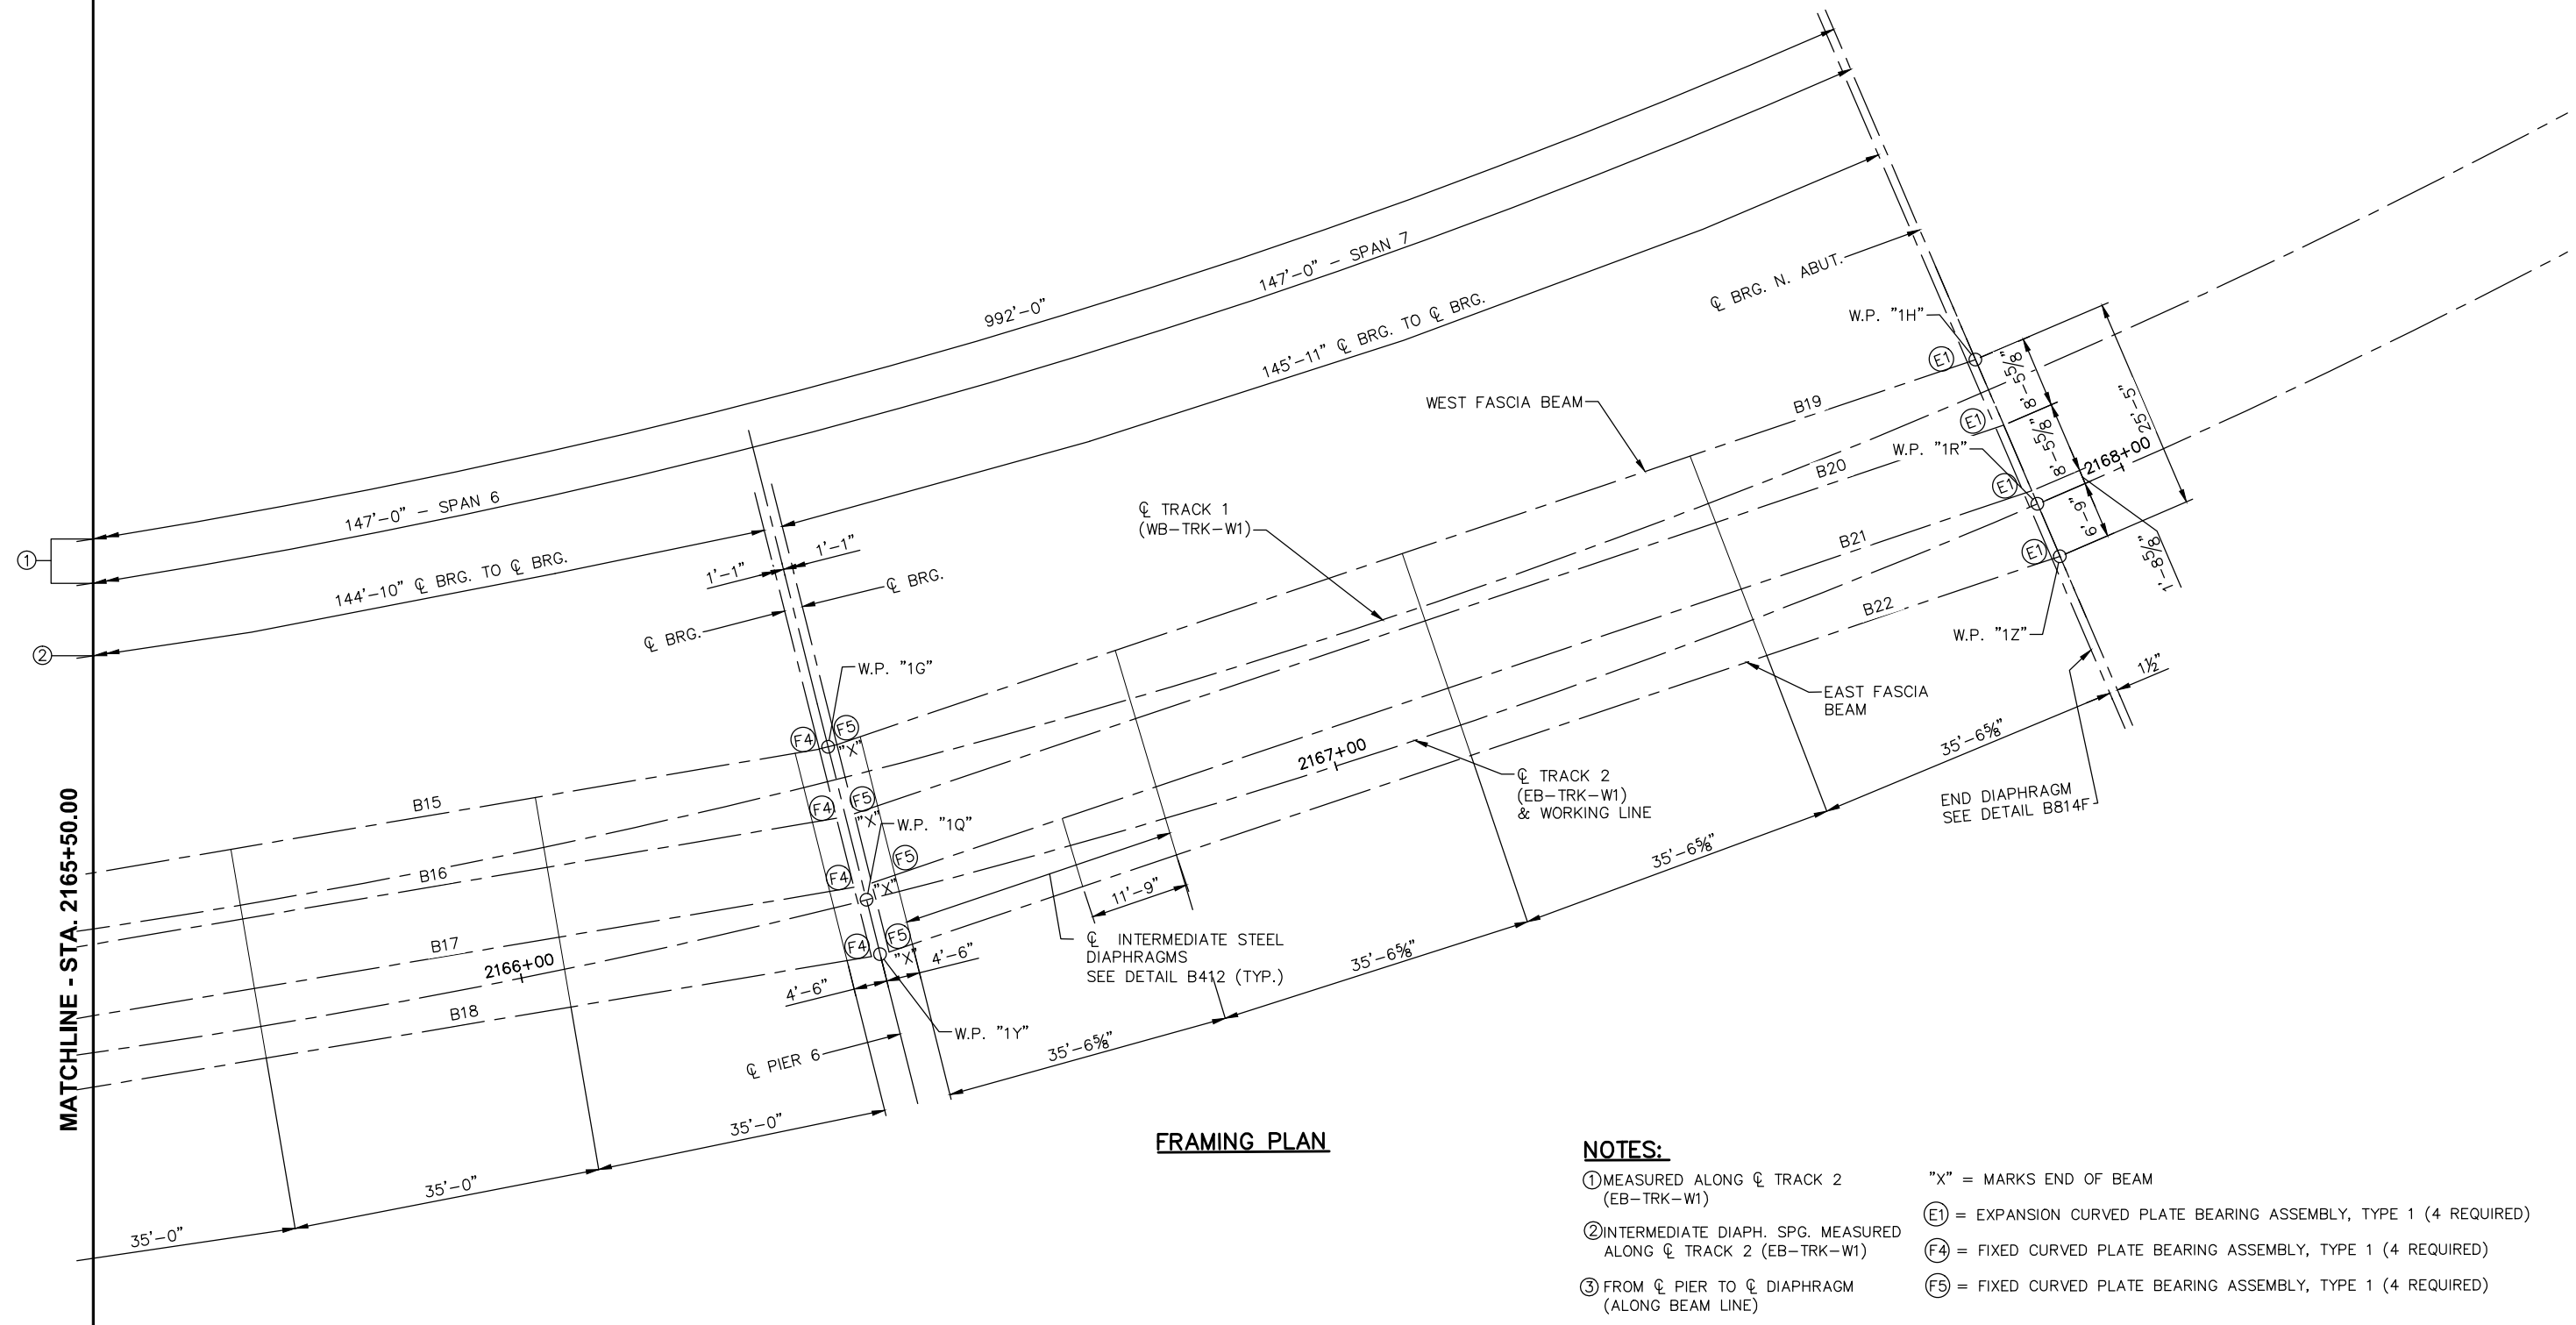 992'-0"
147'-0" - SPAN 7
145'-11" ℄ BRG. TO ℄ BRG.
℄ BRG. N. ABUT.
W.P. "1H"
E1
8'-5⅝"
25'-5"
WEST FASCIA BEAM
B19
E1
8'-5⅝"
W.P. "1R"
2168+00
B20
E1
6'-9"
147'-0" - SPAN 6
1
℄ TRACK 1
(WB-TRK-W1)
B21
E1
1'-8⅝"
1'-1"
1'-1"
144'-10" ℄ BRG. TO ℄ BRG.
℄ BRG.
℄ BRG.
2
B22
W.P. "1Z"
1½"
W.P. "1G"
EAST FASCIA
BEAM
F4
F5
"X"
35'-6⅝"
2167+00
℄ TRACK 2
(EB-TRK-W1)
& WORKING LINE
END DIAPHRAGM
SEE DETAIL B814F
B15
F4
F5
"X"
W.P. "1Q"
35'-6⅝"
MATCHLINE - STA. 2165+50.00
B16
F4
F5
"X"
11'-9"
B17
F4
F5
"X"
℄ INTERMEDIATE STEEL
DIAPHRAGMS
SEE DETAIL B412 (TYP.)
35'-6⅝"
2166+00
4'-6"
4'-6"
B18
W.P. "1Y"
35'-6⅝"
℄ PIER 6
35'-0"
35'-0"
35'-0"
FRAMING PLAN
NOTES:
1 MEASURED ALONG ℄ TRACK 2
(EB-TRK-W1)
2 INTERMEDIATE DIAPH. SPG. MEASURED
ALONG ℄ TRACK 2 (EB-TRK-W1)
3 FROM ℄ PIER TO ℄ DIAPHRAGM
(ALONG BEAM LINE)
"X" = MARKS END OF BEAM
E1 = EXPANSION CURVED PLATE BEARING ASSEMBLY, TYPE 1 (4 REQUIRED)
F4 = FIXED CURVED PLATE BEARING ASSEMBLY, TYPE 1 (4 REQUIRED)
F5 = FIXED CURVED PLATE BEARING ASSEMBLY, TYPE 1 (4 REQUIRED)